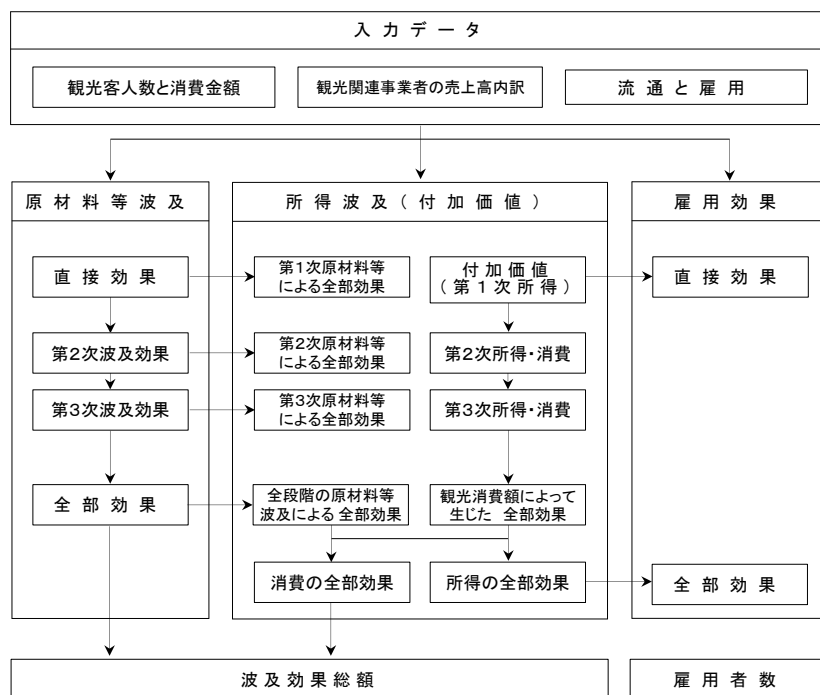 入力データ
観光客人数と消費金額
観光関連事業者の売上高内訳
流通と雇用
原材料等波及
所得波及(付加価値)
雇用効果
直接効果
第1次原材料等
による全部効果
付加価値
(第1次所得)
直接効果
第2次波及効果
第2次原材料等
による全部効果
第2次所得・消費
第3次波及効果
第3次原材料等
による全部効果
第3次所得・消費
全部効果
全段階の原材料等
波及による 全部効果
観光消費額によって
生じた 全部効果
消費の全部効果
所得の全部効果
全部効果
波及効果総額
雇用者数